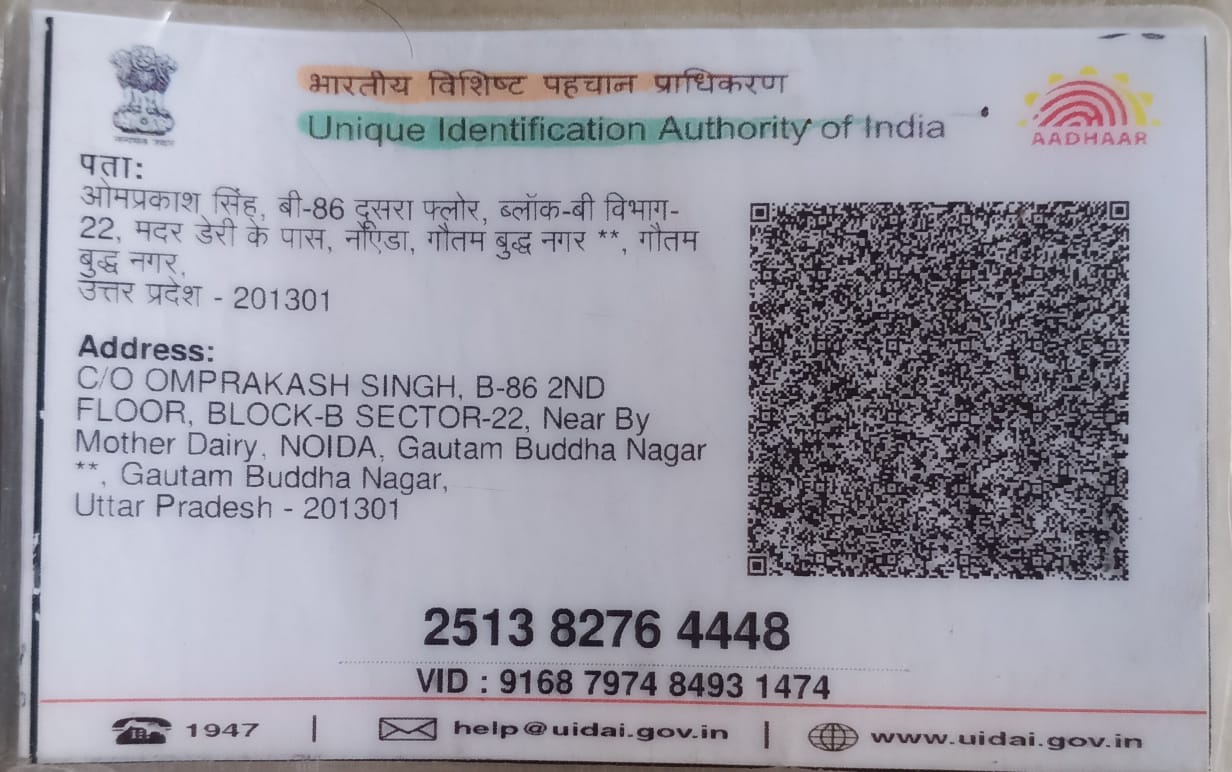 भारतीय विशिष्ट पहचान प्राधिकरण
Unique Identification Authority of India
AADHAAR
पता:
ओमप्रकाश सिंह, बी-86 दूसरा फ्लोर, ब्लॉक-बी विभाग-
22, मदर डेरी के पास, नोएडा, गौतम बुद्ध नगर **, गौतम
बुद्ध नगर,
उत्तर प्रदेश - 201301
Address:
C/O OMPRAKASH SINGH, B-86 2ND
FLOOR, BLOCK-B SECTOR-22, Near By
Mother Dairy, NOIDA, Gautam Buddha Nagar
**, Gautam Buddha Nagar,
Uttar Pradesh - 201301
2513 8276 4448
VID : 9168 7974 8493 1474
1947 | help@uidai.gov.in | www.uidai.gov.in